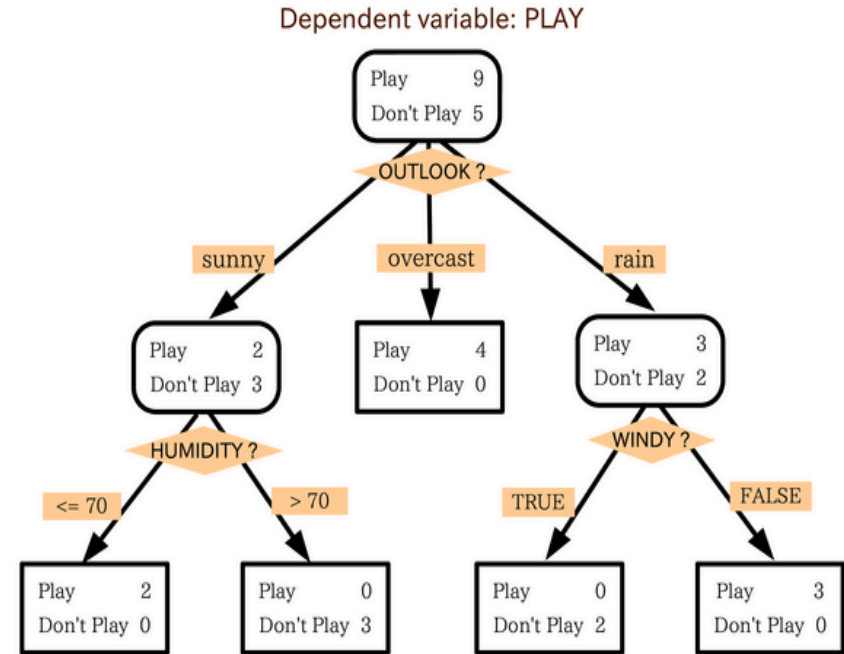 Dependent variable: PLAY
Play 9
Don't Play 5
OUTLOOK ?
sunny
overcast
rain
Play 2
Don't Play 3
Play 4
Don't Play 0
Play 3
Don't Play 2
HUMIDITY ?
WINDY ?
<= 70
> 70
TRUE
FALSE
Play 2
Don't Play 0
Play 0
Don't Play 3
Play 0
Don't Play 2
Play 3
Don't Play 0